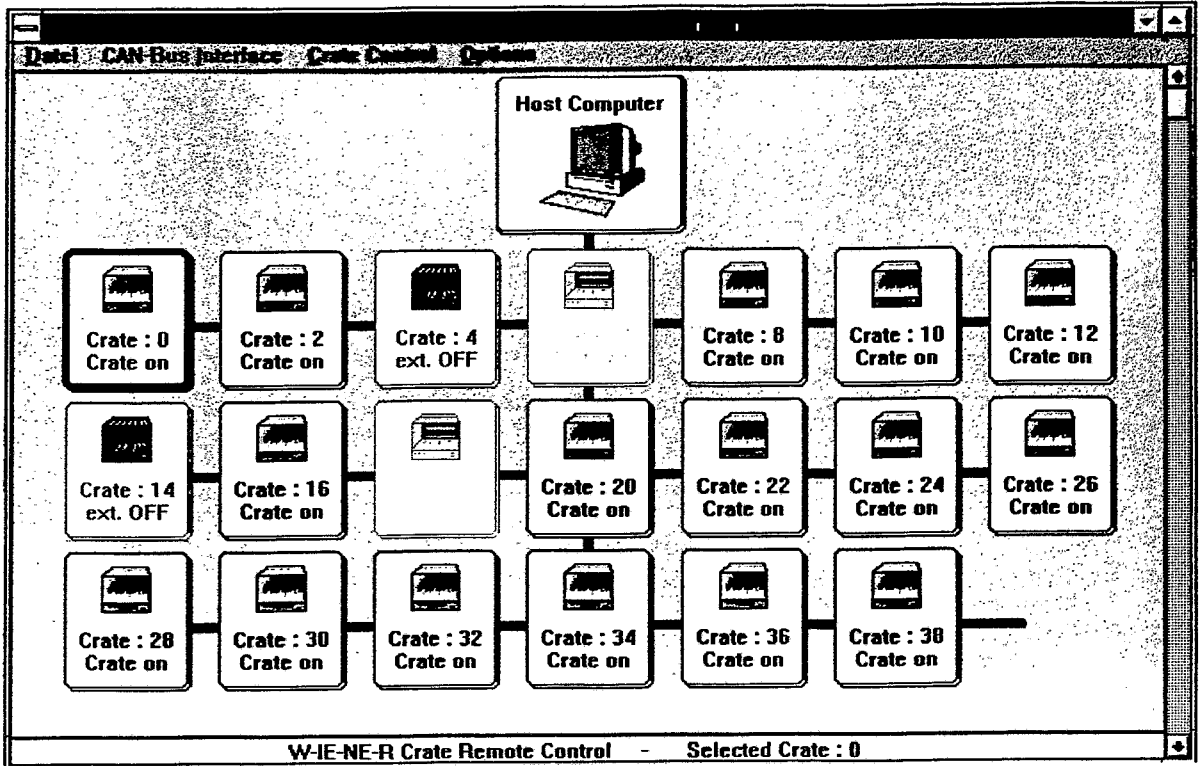 Datei CAN-Bus Interface Crate Control Options
Host Computer
Crate : 0
Crate on
Crate : 2
Crate on
Crate : 4
ext. OFF
Crate : 8
Crate on
Crate : 10
Crate on
Crate : 12
Crate on
Crate : 14
ext. OFF
Crate : 16
Crate on
Crate : 20
Crate on
Crate : 22
Crate on
Crate : 24
Crate on
Crate : 26
Crate on
Crate : 28
Crate on
Crate : 30
Crate on
Crate : 32
Crate on
Crate : 34
Crate on
Crate : 36
Crate on
Crate : 38
Crate on
W-IE-NE-R Crate Remote Control - Selected Crate : 0